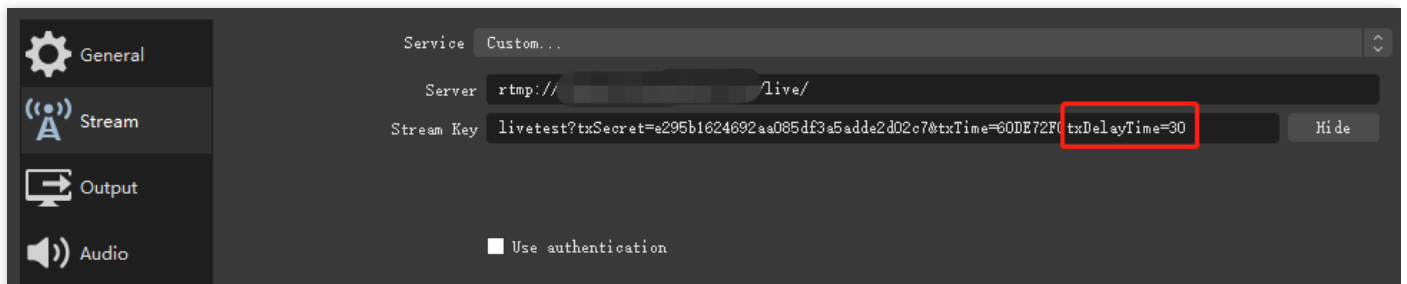 General
Stream
Output
Audio
Service Custom...
Server rtmp:// /live/
Stream Key livetest?txSecret=e295b1624692aa085df3a5adde2d02c7&txTime=60DE72F0txDelayTime=30 Hide
Use authentication